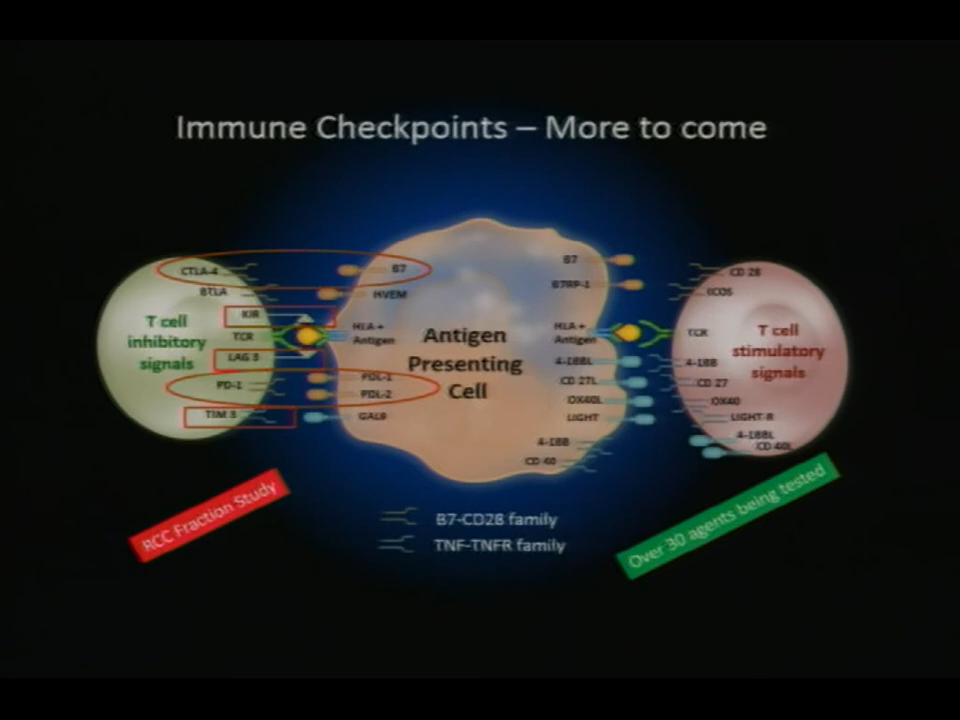 Immune Checkpoints – More to come
CTLA-4
B7
BTLA
HVEM
KIR
T cell
inhibitory
signals
TCR
HLA +
Antigen
LAG 3
PD-1
PDL-1
PDL-2
TIM 3
GAL9
Antigen
Presenting
Cell
B7
B7RP-1
HLA +
Antigen
4-1BBL
CD 27L
OX40L
LIGHT
4-1BB
CD 40
CD 28
ICOS
TCR
T cell
stimulatory
signals
4-1BB
CD 27
OX40
LIGHT-R
4-1BBL
CD 40L
RCC Fraction Study
Over 30 agents being tested
B7-CD28 family
TNF-TNFR family